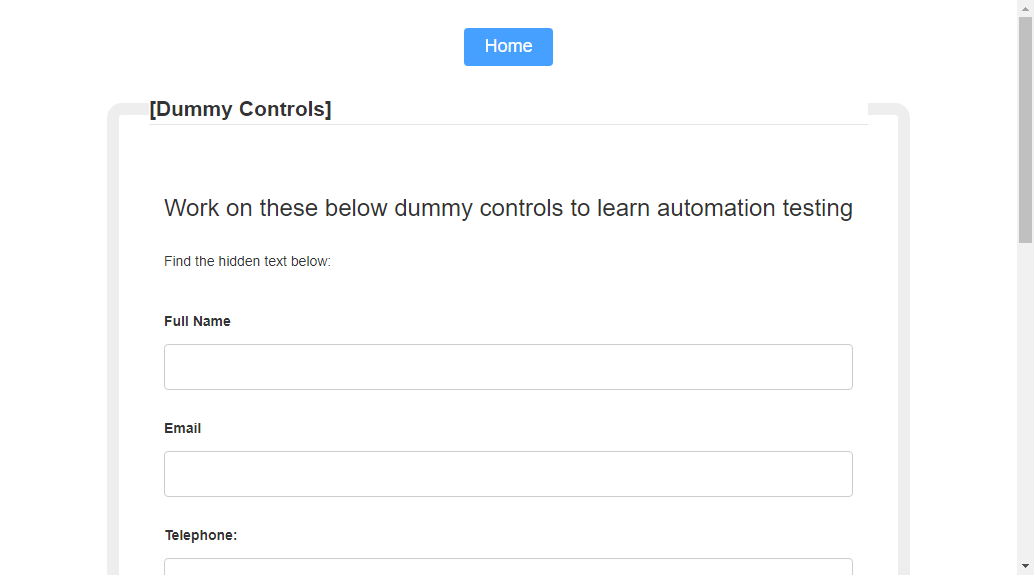 Home
[Dummy Controls]
Work on these below dummy controls to learn automation testing
Find the hidden text below:
Full Name
Email
Telephone: